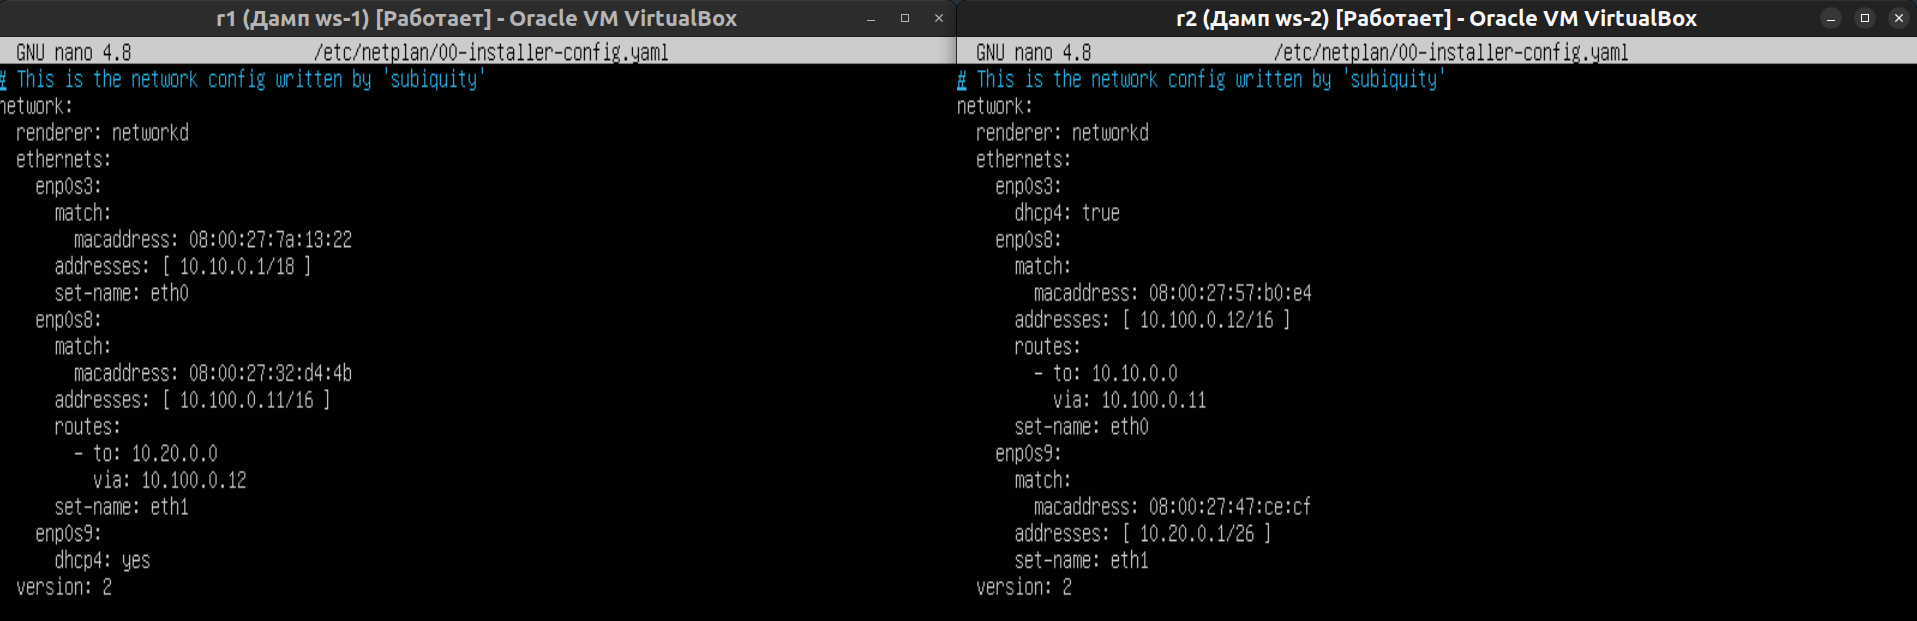 r1 (Дамп ws-1) [Работает] - Oracle VM VirtualBox
GNU nano 4.8 /etc/netplan/00-installer-config.yaml
# This is the network config written by 'subiquity'
network:
  renderer: networkd
  ethernets:
    enp0s3:
      match:
        macaddress: 08:00:27:7a:13:22
      addresses: [ 10.10.0.1/18 ]
      set-name: eth0
    enp0s8:
      match:
        macaddress: 08:00:27:32:d4:4b
      addresses: [ 10.100.0.11/16 ]
      routes:
        - to: 10.20.0.0
          via: 10.100.0.12
      set-name: eth1
    enp0s9:
      dhcp4: yes
  version: 2
r2 (Дамп ws-2) [Работает] - Oracle VM VirtualBox
GNU nano 4.8 /etc/netplan/00-installer-config.yaml
# This is the network config written by 'subiquity'
network:
  renderer: networkd
  ethernets:
    enp0s3:
      dhcp4: true
    enp0s8:
      match:
        macaddress: 08:00:27:57:b0:e4
      addresses: [ 10.100.0.12/16 ]
      routes:
        - to: 10.10.0.0
          via: 10.100.0.11
      set-name: eth0
    enp0s9:
      match:
        macaddress: 08:00:27:47:ce:cf
      addresses: [ 10.20.0.1/26 ]
      set-name: eth1
  version: 2